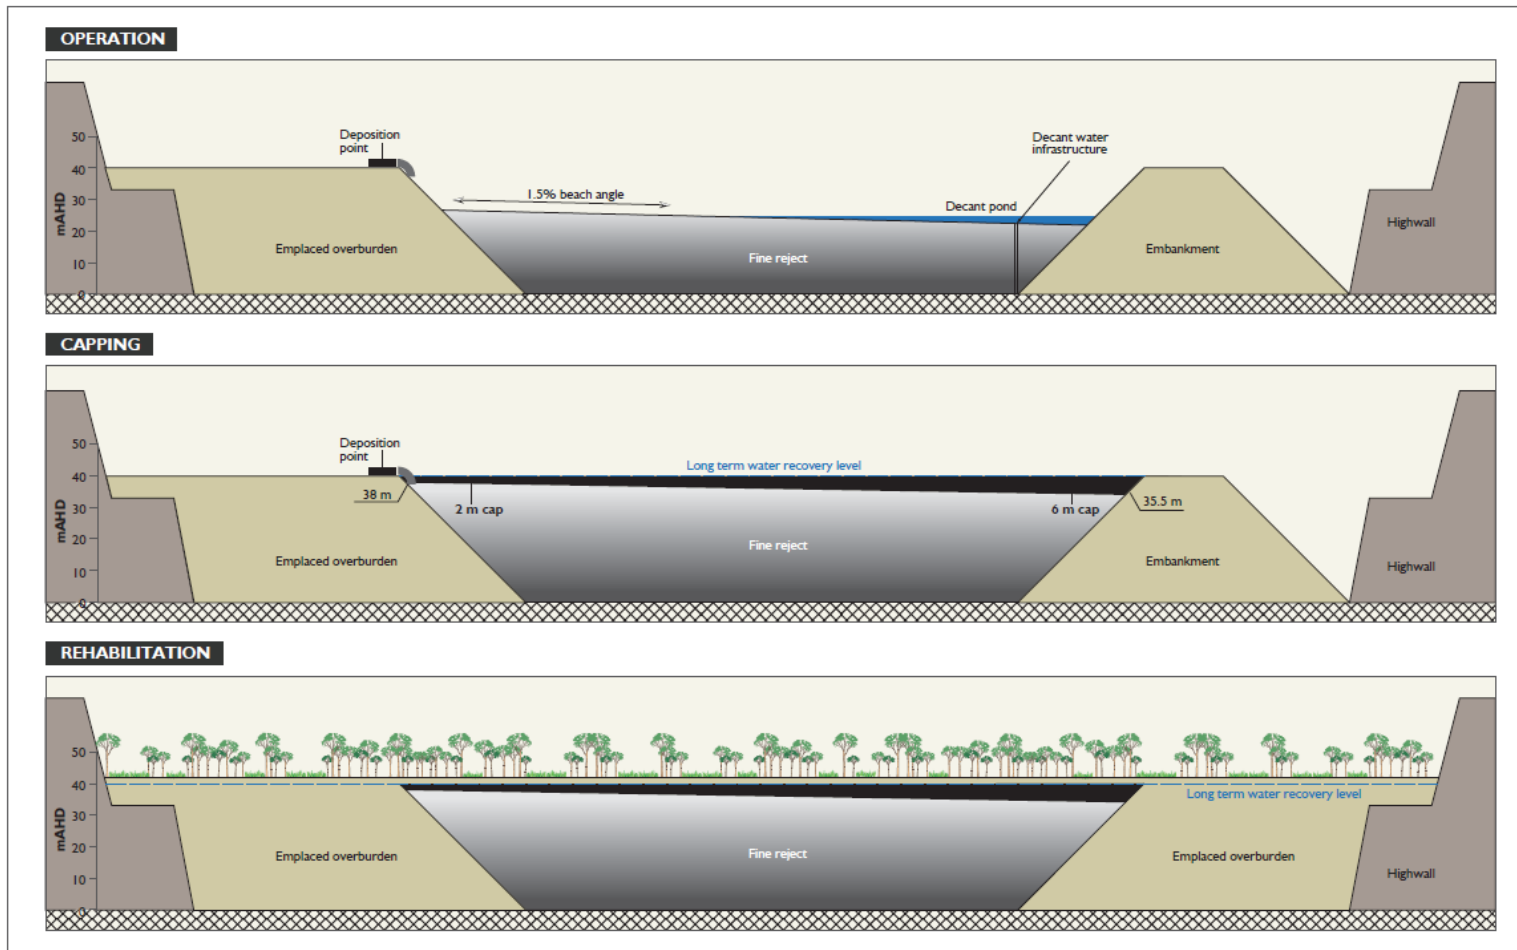 OPERATION
Deposition
point
Decant water
infrastructure
50
40
30
20
10
0
mAHD
1.5% beach angle
Decant pond
Highwall
Emplaced overburden
Fine reject
Embankment
CAPPING
Deposition
point
Long term water recovery level
50
40
30
20
10
0
mAHD
38 m
2 m cap
6 m cap
35.5 m
Fine reject
Emplaced overburden
Embankment
Highwall
REHABILITATION
50
40
30
20
10
0
mAHD
Long term water recovery level
Emplaced overburden
Fine reject
Emplaced overburden
Highwall